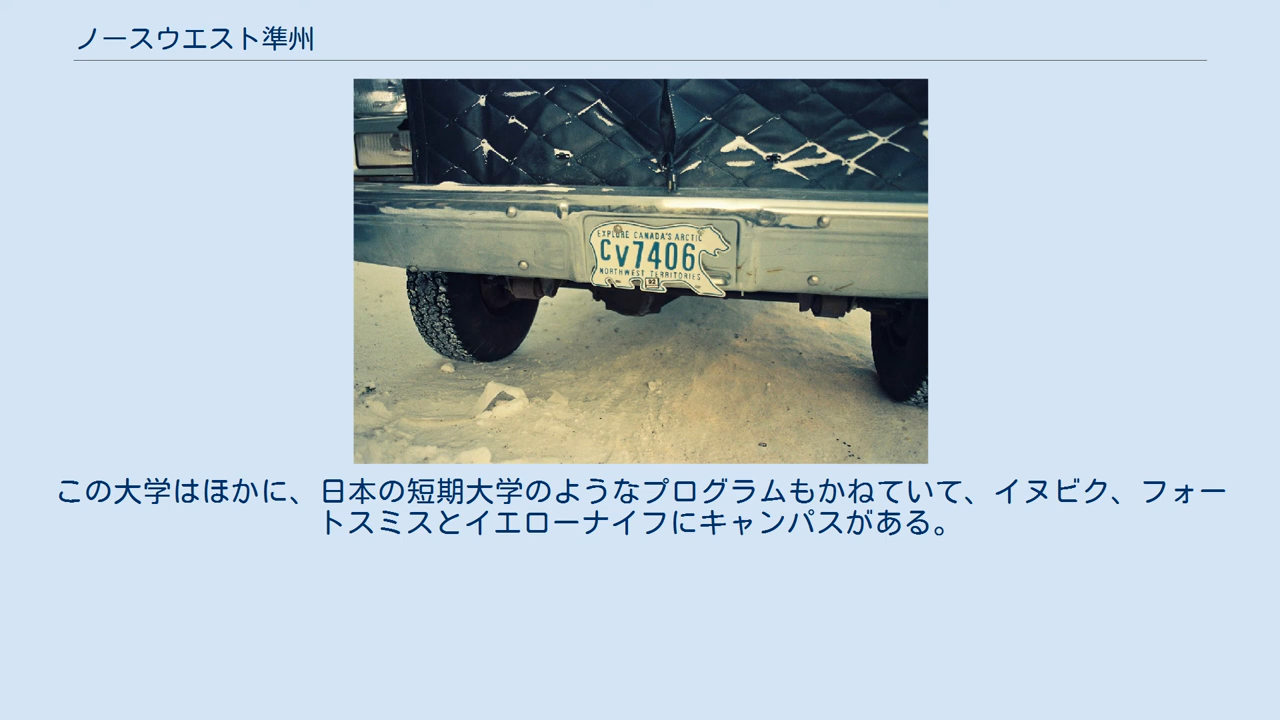 ノースウエスト準州
EXPLORE CANADA'S ARCTIC
CV7406
NORTHWEST TERRITORIES
92
この大学はほかに、日本の短期大学のようなプログラムもかねていて、イヌビク、フォー
トスミスとイエローナイフにキャンパスがある。